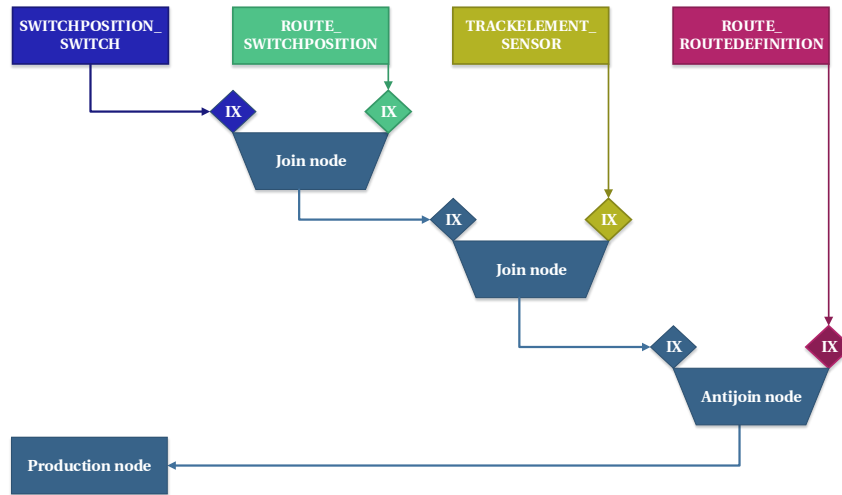 SWITCHPOSITION_
SWITCH
ROUTE_
SWITCHPOSITION
TRACKELEMENT_
SENSOR
ROUTE_
ROUTEDEFINITION
IX
IX
Join node
IX
IX
Join node
IX
IX
Antijoin node
Production node